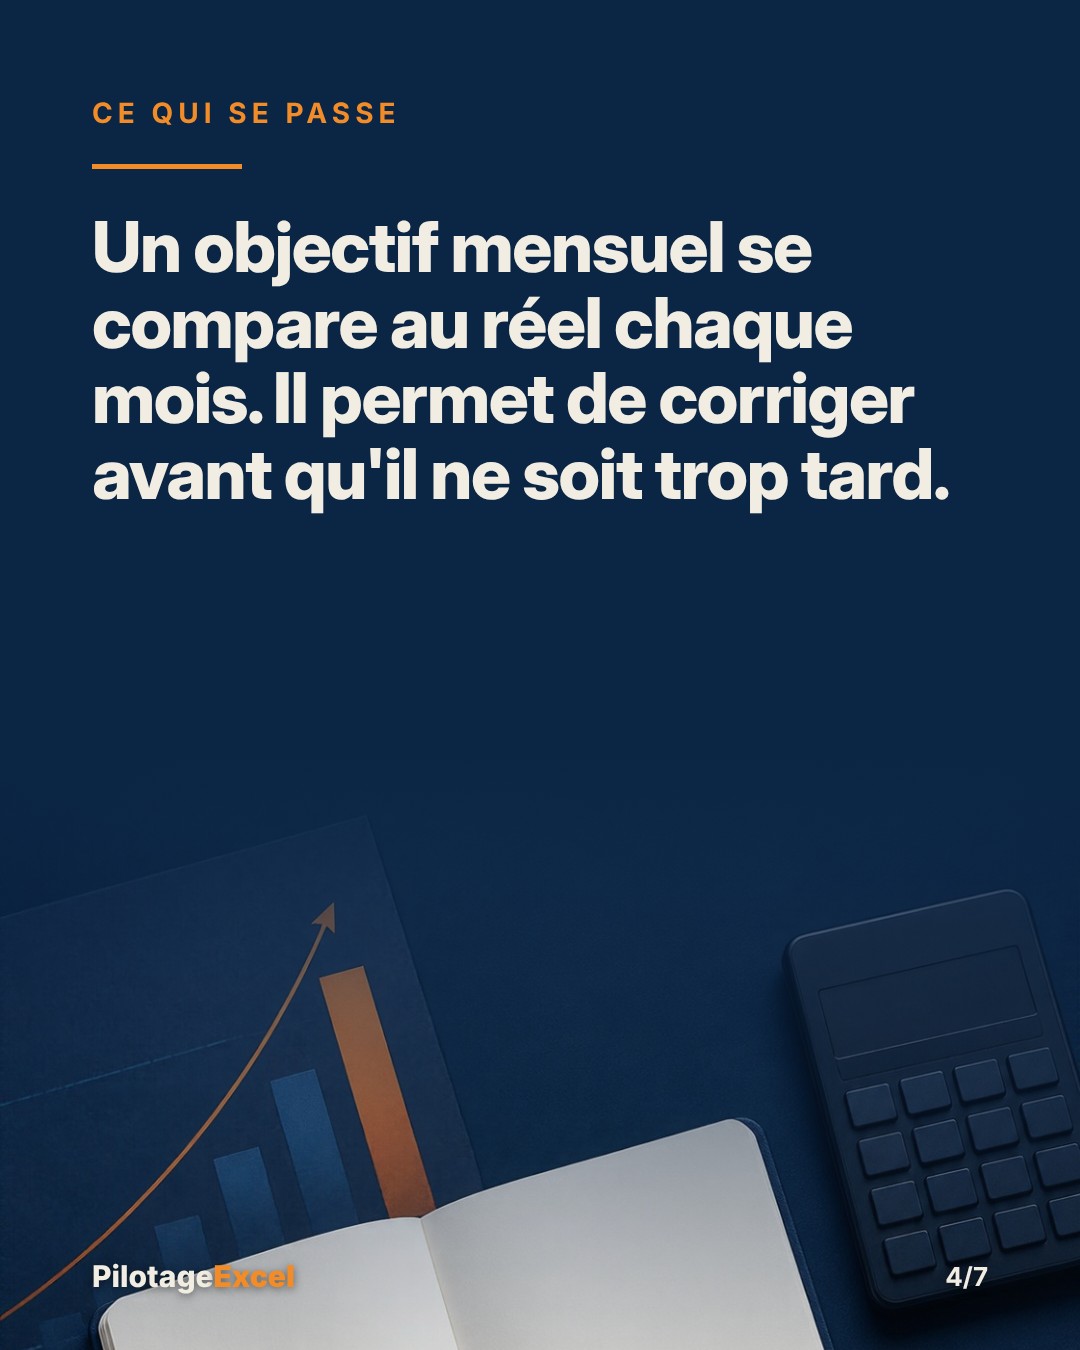 CE QUI SE PASSE
Un objectif mensuel se
compare au réel chaque
mois. Il permet de corriger
avant qu'il ne soit trop tard.
PilotageExcel
4/7